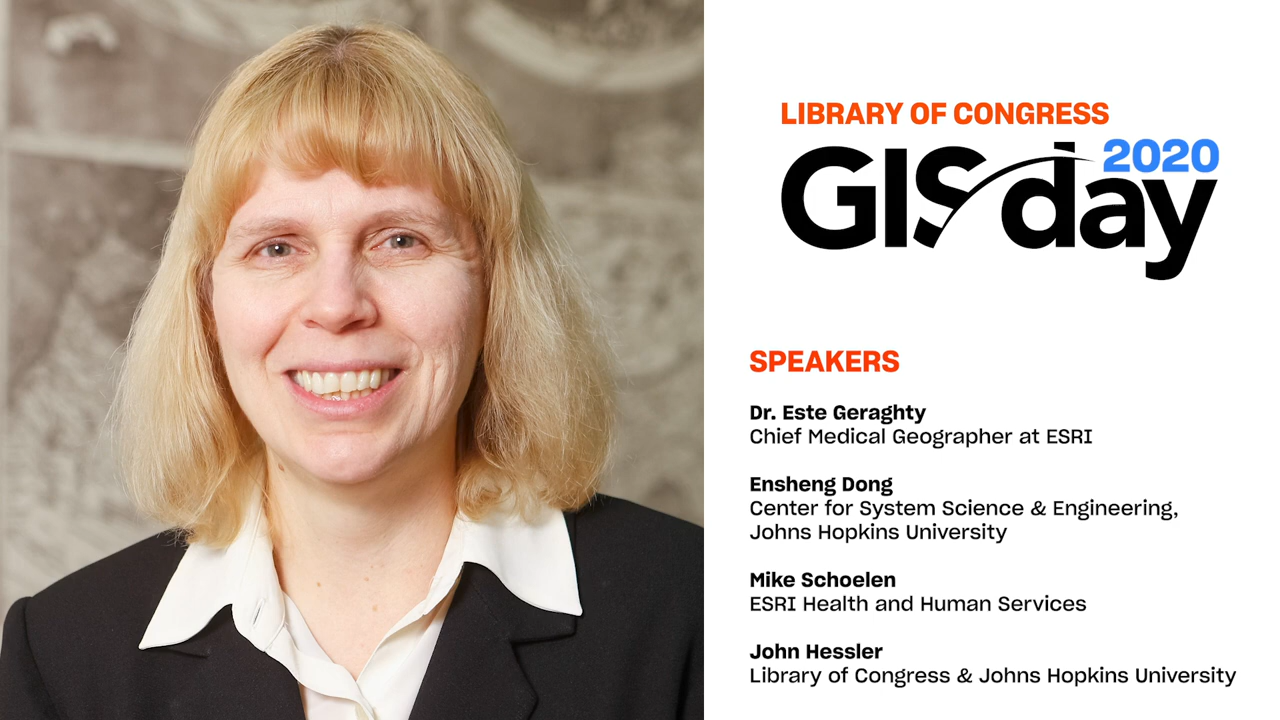 LIBRARY OF CONGRESS
GIS day 2020
SPEAKERS
Dr. Este Geraghty
Chief Medical Geographer at ESRI
Ensheng Dong
Center for System Science & Engineering,
Johns Hopkins University
Mike Schoelen
ESRI Health and Human Services
John Hessler
Library of Congress & Johns Hopkins University